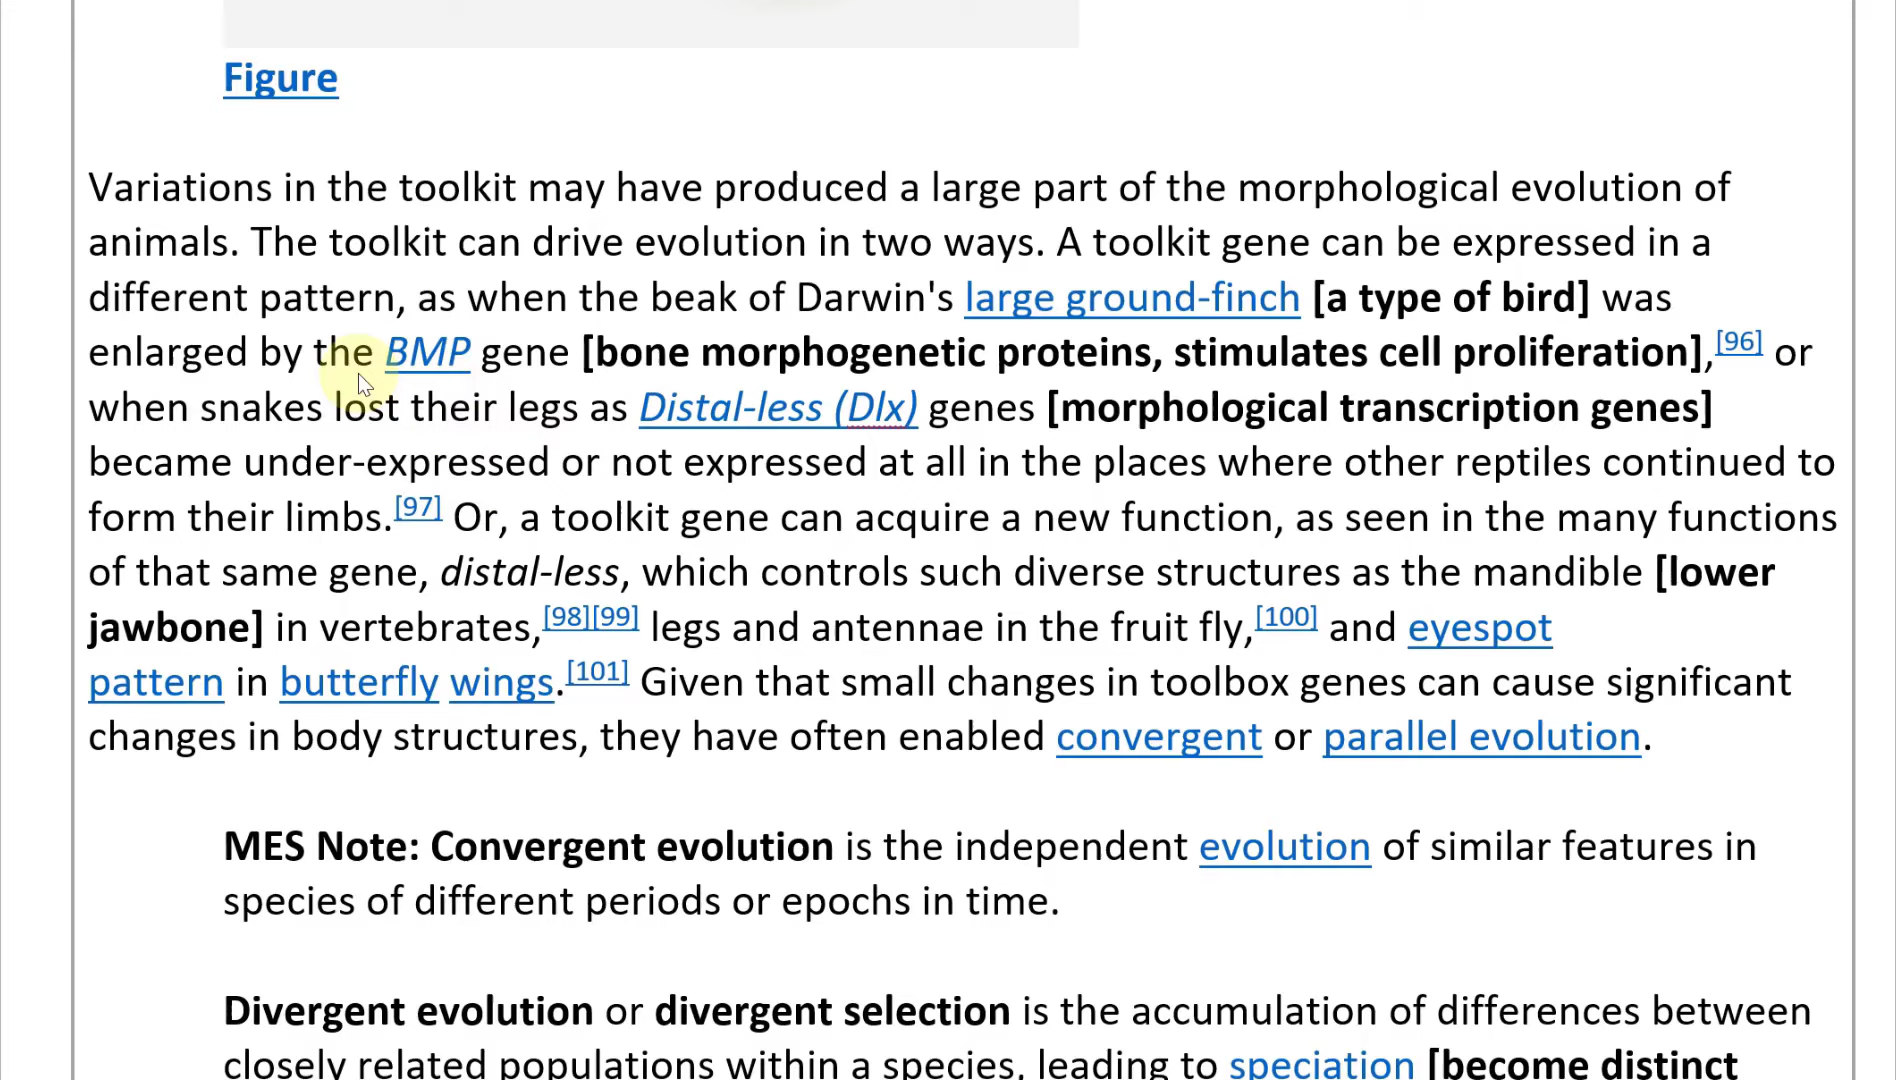 Figure
Variations in the toolkit may have produced a large part of the morphological evolution of
animals. The toolkit can drive evolution in two ways. A toolkit gene can be expressed in a
different pattern, as when the beak of Darwin's large ground-finch [a type of bird] was
enlarged by the BMP gene [bone morphogenetic proteins, stimulates cell proliferation],[96] or
when snakes lost their legs as Distal-less (Dlx) genes [morphological transcription genes]
became under-expressed or not expressed at all in the places where other reptiles continued to
form their limbs.[97] Or, a toolkit gene can acquire a new function, as seen in the many functions
of that same gene, distal-less, which controls such diverse structures as the mandible [lower
jawbone] in vertebrates,[98][99] legs and antennae in the fruit fly,[100] and eyespot
pattern in butterfly wings.[101] Given that small changes in toolbox genes can cause significant
changes in body structures, they have often enabled convergent or parallel evolution.
MES Note: Convergent evolution is the independent evolution of similar features in
species of different periods or epochs in time.
Divergent evolution or divergent selection is the accumulation of differences between
closely related populations within a species, leading to speciation [become distinct